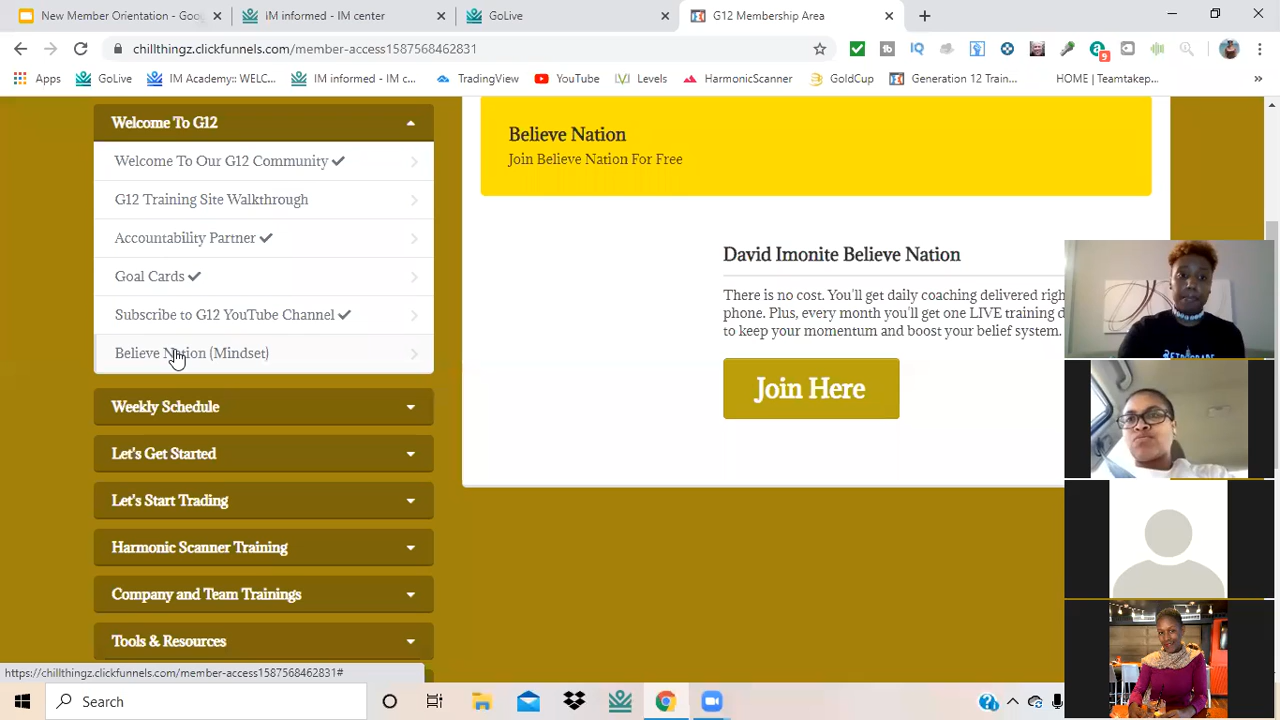 New Member Orientation - Goo
iM informed - IM center
GoLive
G12 Membership Area
chillthingz.clickfunnels.com/member-access1587568462831
9
Apps
GoLive
IM Academy:: WELC...
IM informed - IM c...
TradingView
YouTube
Levels
HarmonicScanner
GoldCup
Generation 12 Train...
HOME | Teamtakep...
Welcome To G12
Welcome To Our G12 Community
G12 Training Site Walkthrough
Accountability Partner
Goal Cards
Subscribe to G12 YouTube Channel
Believe Nation (Mindset)
Weekly Schedule
Let's Get Started
Let's Start Trading
Harmonic Scanner Training
Company and Team Trainings
Tools & Resources
Believe Nation
Join Believe Nation For Free
David Imonite Believe Nation
There is no cost. You'll get daily coaching delivered righ
phone. Plus, every month you'll get one LIVE training d
to keep your momentum and boost your belief system.
Join Here
https://chillthingz.clickfunnels.com/member-access1587568462831#
Search